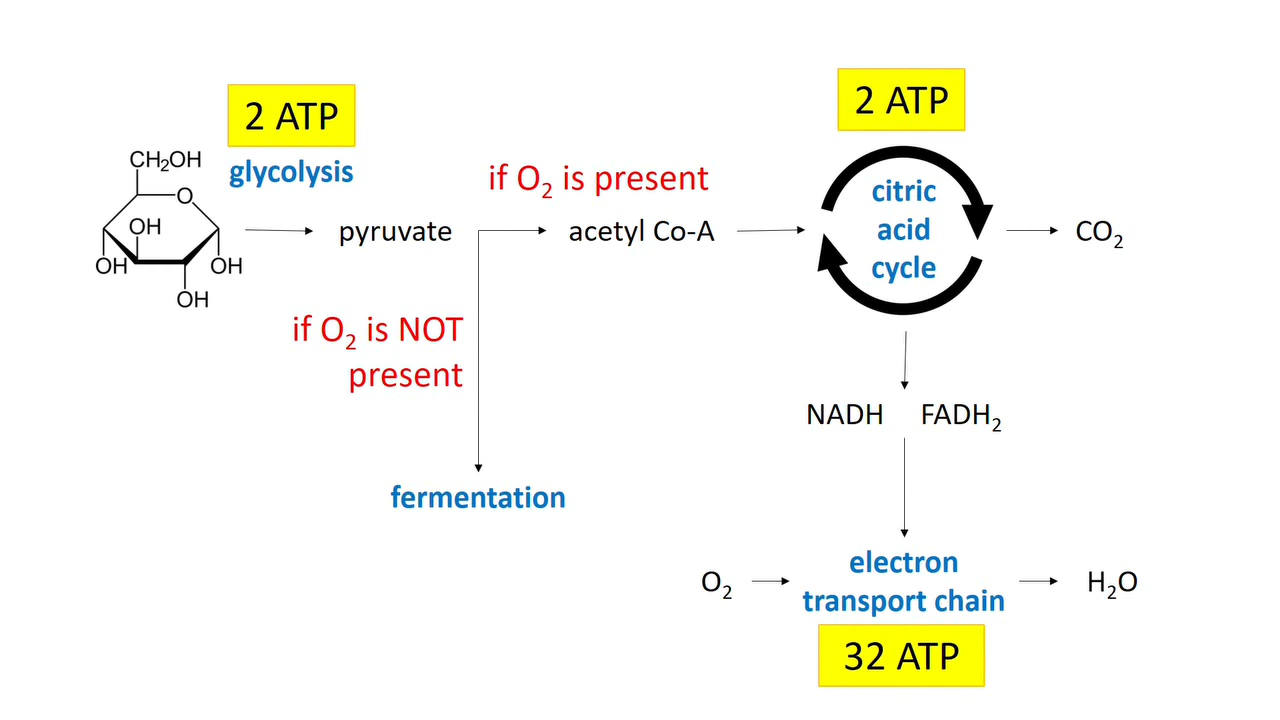 2 ATP
glycolysis
CH₂OH
O
OH
OH
OH
OH
pyruvate
if O₂ is present
acetyl Co-A
2 ATP
citric
acid
cycle
CO₂
if O₂ is NOT
present
fermentation
NADH FADH₂
O₂
electron
transport chain
H₂O
32 ATP